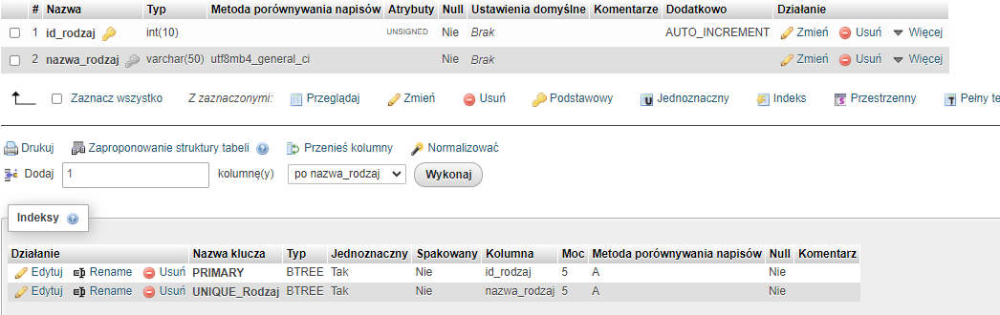 # Nazwa Typ Metoda porównywania napisów Atrybuty Null Ustawienia domyślne Komentarze Dodatkowo Działanie
1 id_rodzaj int(10) UNSIGNED Nie Brak AUTO_INCREMENT Zmień Usuń Więcej
2 nazwa_rodzaj varchar(50) utf8mb4_general_ci Nie Brak Zmień Usuń Więcej
Zaznacz wszystko Z zaznaczonymi: Przeglądaj Zmień Usuń Podstawowy Jednoznaczny Indeks Przestrzenny Pełny te
Drukuj Zaproponowanie struktury tabeli Przenieś kolumny Normalizować
Dodaj 1 kolumnę(y) po nazwa_rodzaj Wykonaj
Indeksy
Działanie Nazwa klucza Typ Jednoznaczny Spakowany Kolumna Moc Metoda porównywania napisów Null Komentarz
Edytuj Rename Usuń PRIMARY BTREE Tak Nie id_rodzaj 5 A Nie
Edytuj Rename Usuń UNIQUE_Rodzaj BTREE Tak Nie nazwa_rodzaj 5 A Nie